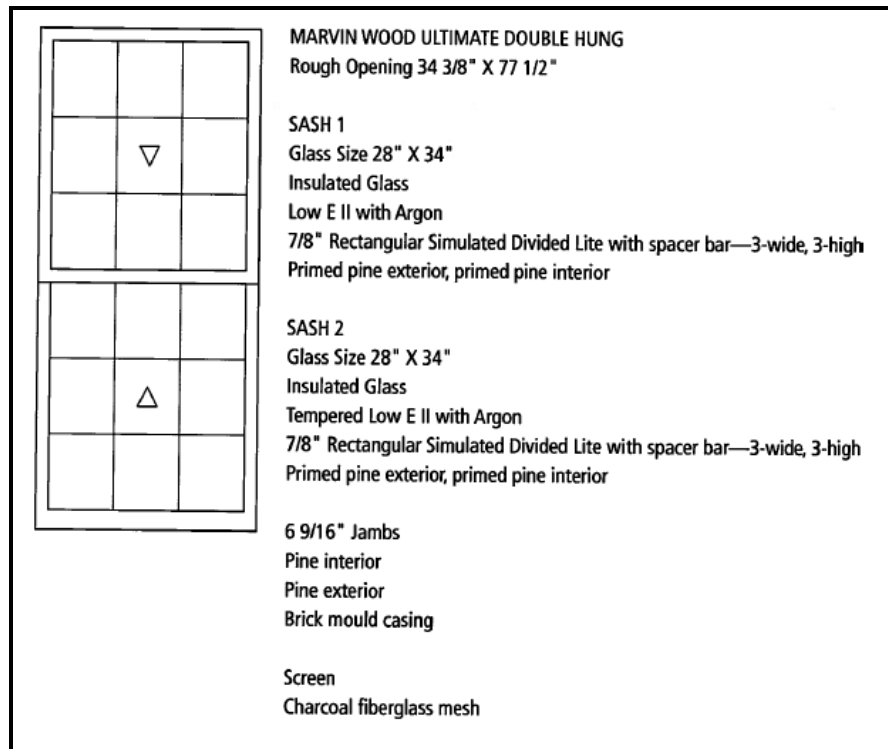 MARVIN WOOD ULTIMATE DOUBLE HUNG
Rough Opening 34 3/8" X 77 1/2"
SASH 1
Glass Size 28" X 34"
Insulated Glass
Low E II with Argon
7/8" Rectangular Simulated Divided Lite with spacer bar—3-wide, 3-high
Primed pine exterior, primed pine interior
SASH 2
Glass Size 28" X 34"
Insulated Glass
Tempered Low E II with Argon
7/8" Rectangular Simulated Divided Lite with spacer bar—3-wide, 3-high
Primed pine exterior, primed pine interior
6 9/16" Jambs
Pine interior
Pine exterior
Brick mould casing
Screen
Charcoal fiberglass mesh